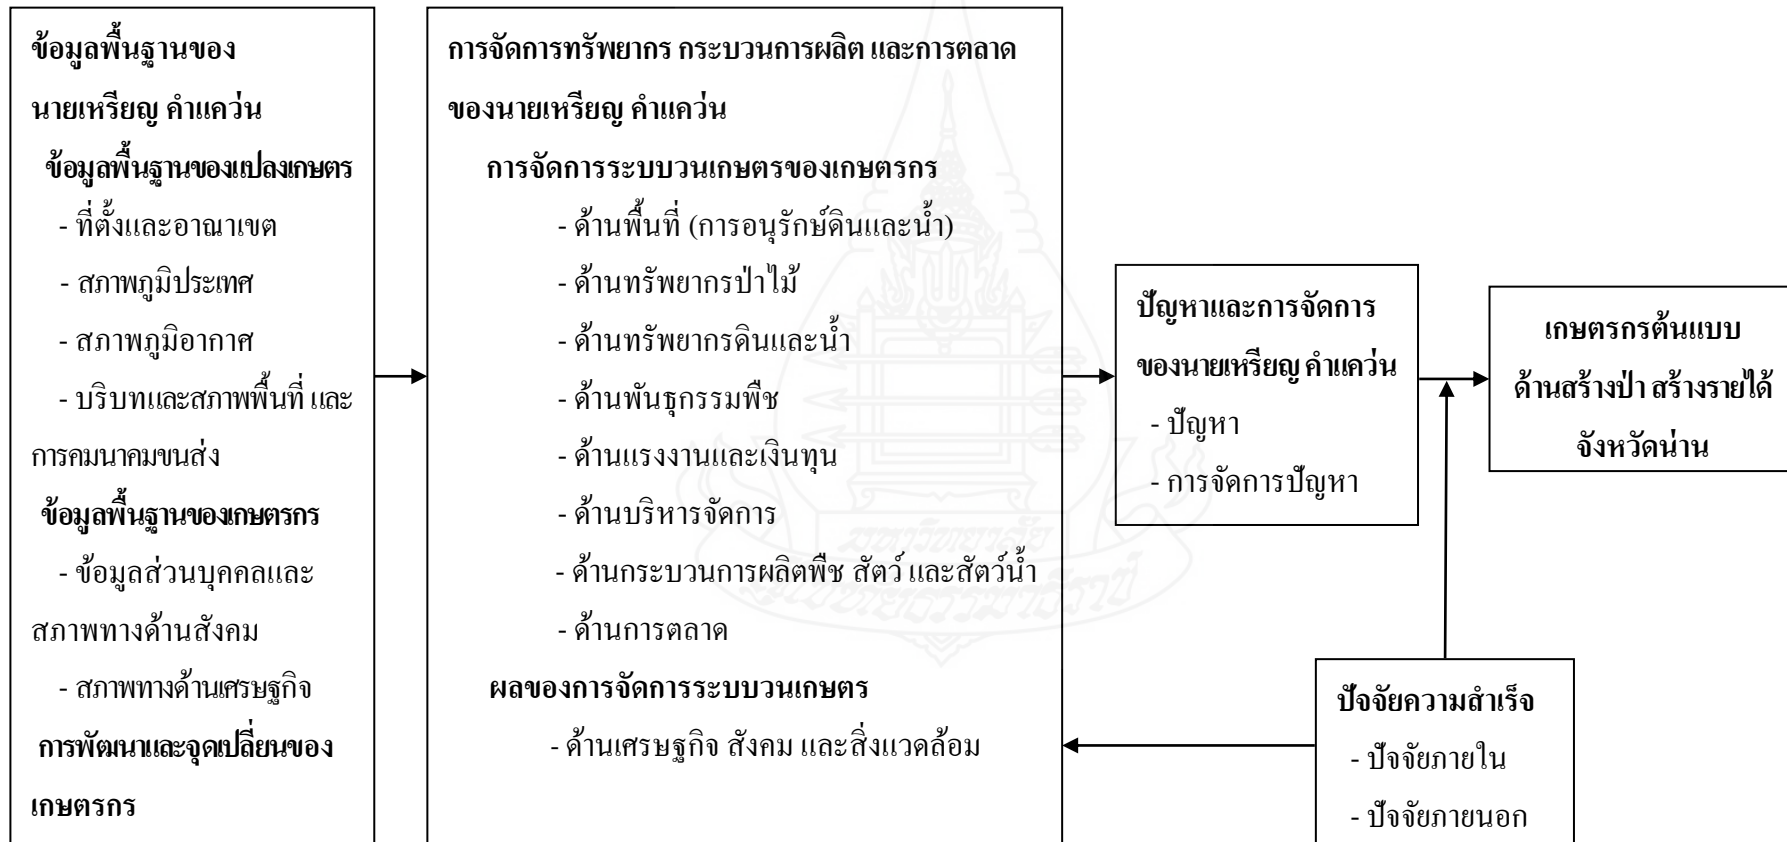 ข้อมูลพื้นฐานของ
นายเหรียญ คำแคว่น
ข้อมูลพื้นฐานของแปลงเกษตร
- ที่ตั้งและอาณาเขต
- สภาพภูมิประเทศ
- สภาพภูมิอากาศ
- บริบทและสภาพพื้นที่ และ
การคมนาคมขนส่ง
ข้อมูลพื้นฐานของเกษตรกร
- ข้อมูลส่วนบุคคลและ
สภาพทางด้านสังคม
- สภาพทางด้านเศรษฐกิจ
การพัฒนาและจุดเปลี่ยนของ
เกษตรกร
การจัดการทรัพยากร กระบวนการผลิต และการตลาด
ของนายเหรียญ คำแคว่น
การจัดการระบบวนเกษตรของเกษตรกร
- ด้านพื้นที่ (การอนุรักษ์ดินและน้ำ)
- ด้านทรัพยากรป่าไม้
- ด้านทรัพยากรดินและน้ำ
- ด้านพันธุกรรมพืช
- ด้านแรงงานและเงินทุน
- ด้านบริหารจัดการ
- ด้านกระบวนการผลิตพืช สัตว์ และสัตว์น้ำ
- ด้านการตลาด
ผลของการจัดการระบบวนเกษตร
- ด้านเศรษฐกิจ สังคม และสิ่งแวดล้อม
ปัญหาและการจัดการ
ของนายเหรียญ คำแคว่น
- ปัญหา
- การจัดการปัญหา
เกษตรกรต้นแบบ
ด้านสร้างป่า สร้างรายได้
จังหวัดน่าน
ปัจจัยความสำเร็จ
- ปัจจัยภายใน
- ปัจจัยภายนอก
มหาวิทยาลัย
สุโขทัยธรรมาธิราช